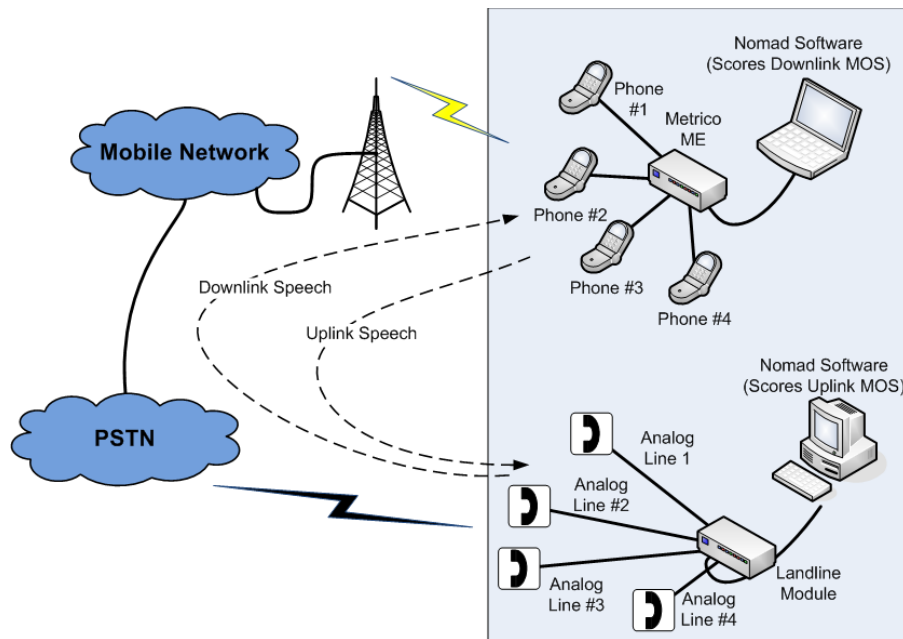 Nomad Software
(Scores Downlink MOS)
Phone
#1
Metrico
ME
Mobile Network
Phone #2
Downlink Speech
Phone #3
Phone #4
Uplink Speech
Nomad Software
(Scores Uplink MOS)
PSTN
Analog
Line 1
Analog
Line #2
Analog
Line #3
Analog
Line #4
Landline
Module